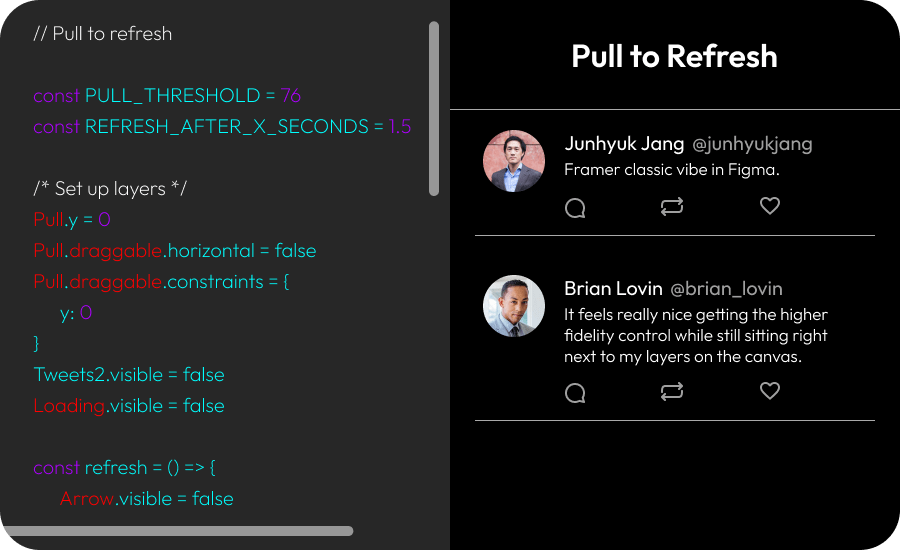 // Pull to refresh
const PULL_THRESHOLD = 76
const REFRESH_AFTER_X_SECONDS = 1.5
/* Set up layers */
Pull.y = 0
Pull.draggable.horizontal = false
Pull.draggable.constraints = {
y: 0
}
Tweets2.visible = false
Loading.visible = false
const refresh = () => {
Arrow.visible = false
Pull to Refresh
Junhyuk Jang @junhyukjang
Framer classic vibe in Figma.
Brian Lovin @brian_lovin
It feels really nice getting the higher
fidelity control while still sitting right
next to my layers on the canvas.